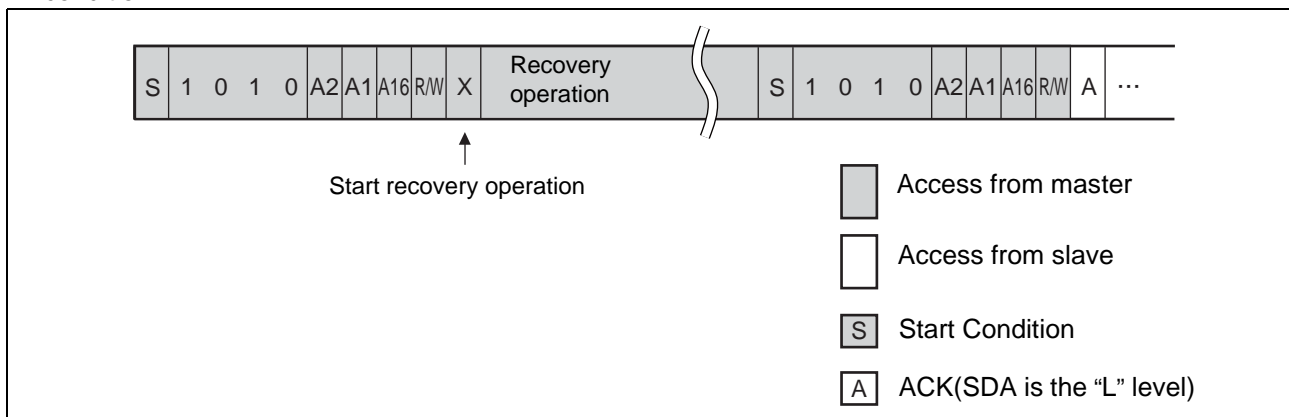 S 1 0 1 0 A2 A1 A16 R/W X Recovery operation S 1 0 1 0 A2 A1 A16 R/W A ...
Start recovery operation
Access from master
Access from slave
S Start Condition
A ACK(SDA is the “L” level)